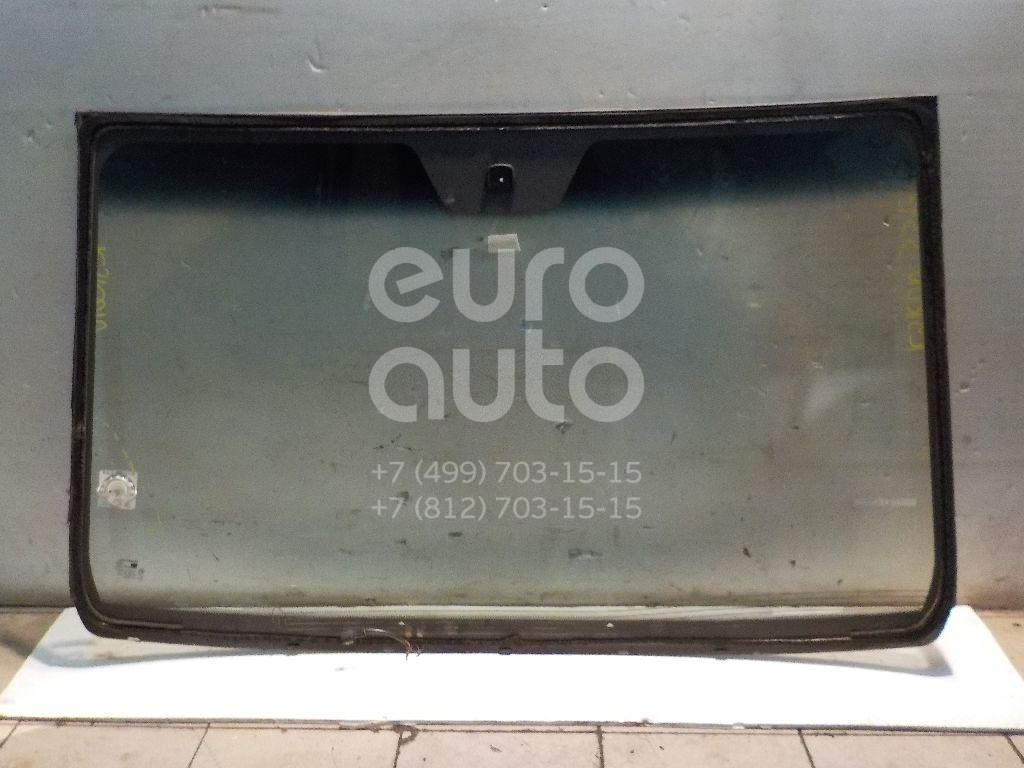 euro
auto
+7 (499) 703-15-15
+7 (812) 703-15-15